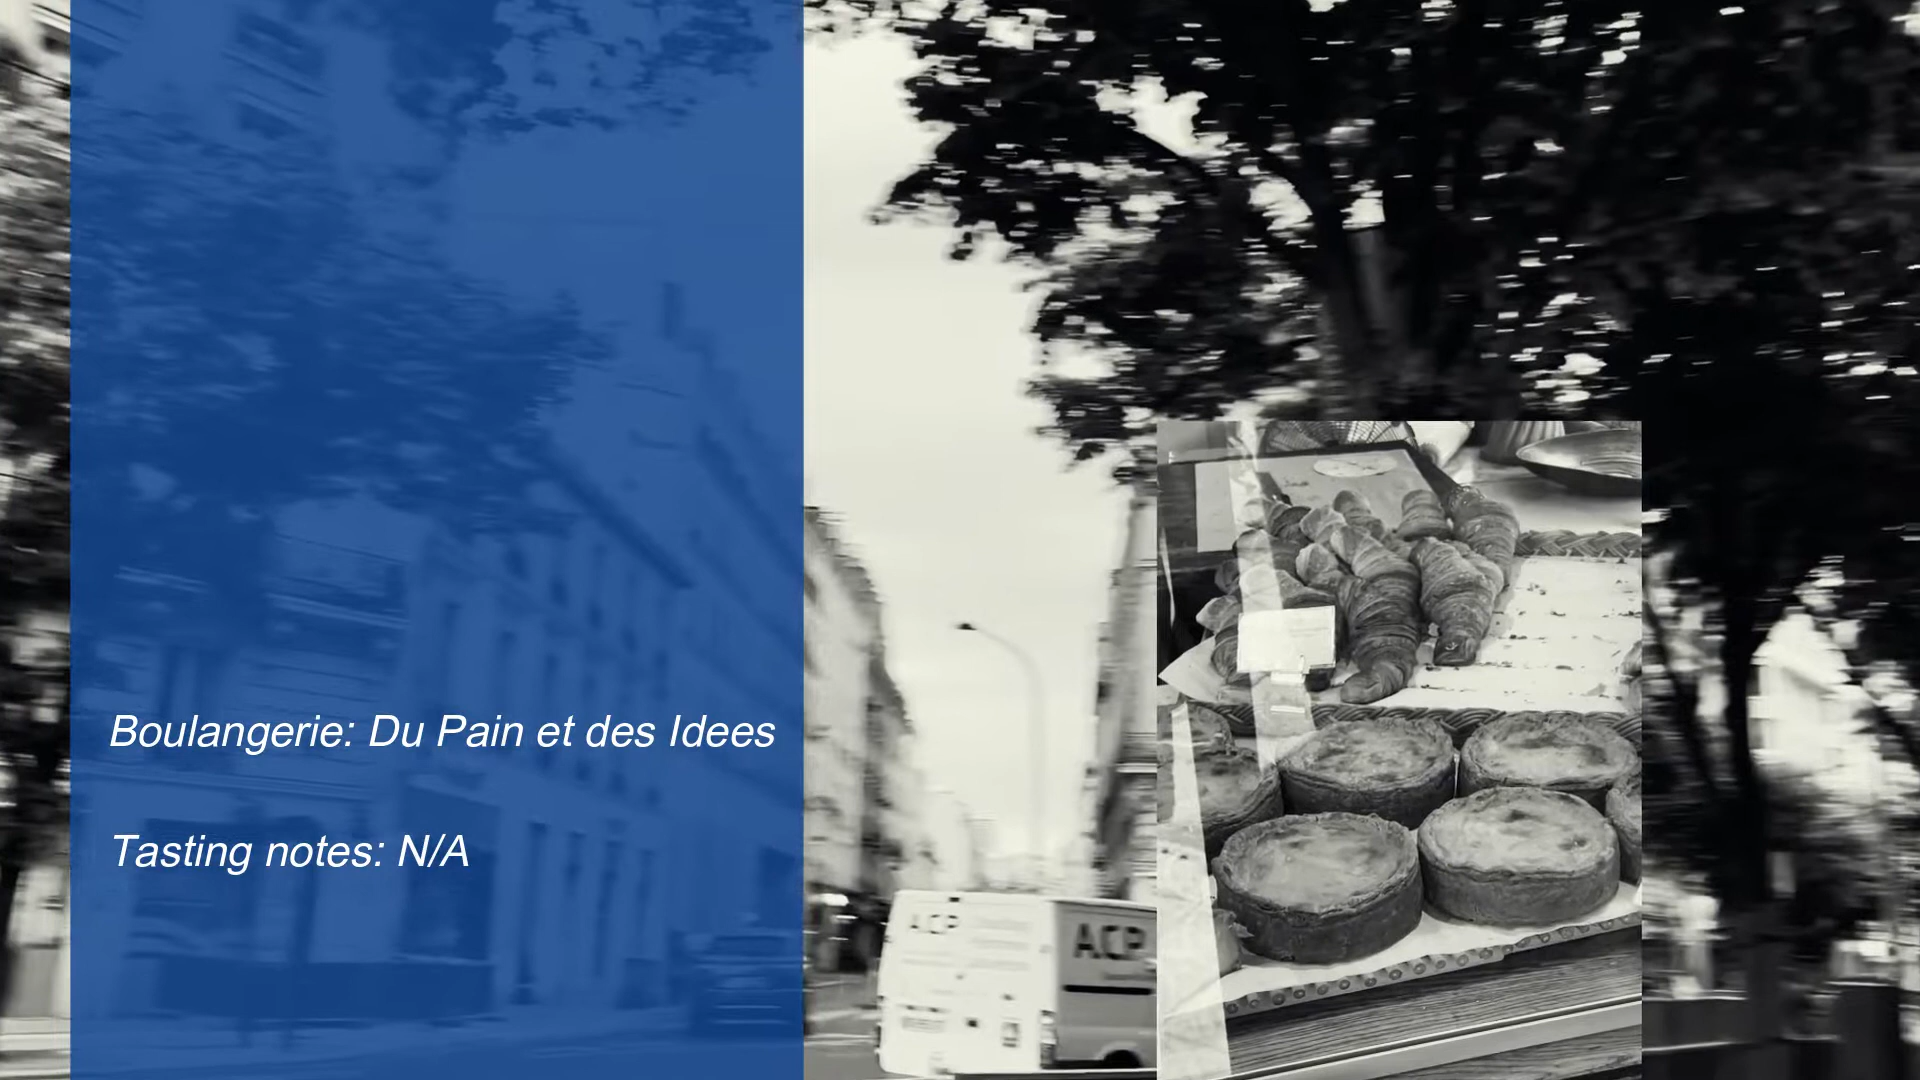 Boulangerie: Du Pain et des Idees
Tasting notes: N/A
ACP
ACP